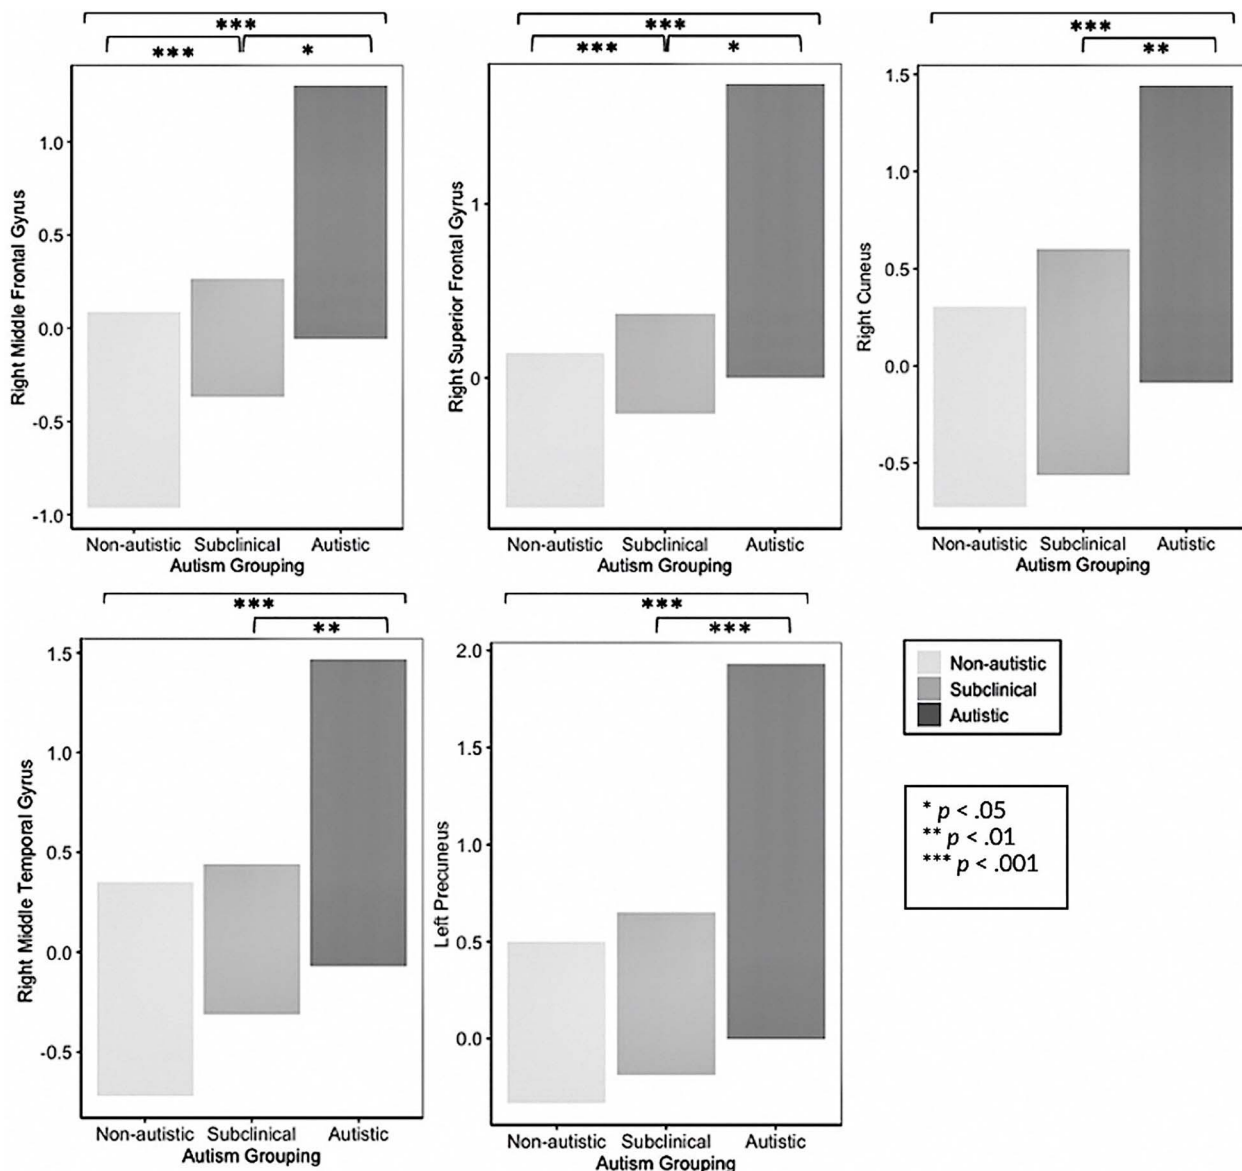 ***
*** *
Right Middle Frontal Gyrus
1.0
0.5
0.0
-0.5
-1.0
Non-autistic Subclinical Autistic
Autism Grouping
***
*** *
Right Superior Frontal Gyrus
1
0
Non-autistic Subclinical Autistic
Autism Grouping
***
**
Right Cuneus
1.5
1.0
0.5
0.0
-0.5
Non-autistic Subclinical Autistic
Autism Grouping
***
**
Right Middle Temporal Gyrus
1.5
1.0
0.5
0.0
-0.5
Non-autistic Subclinical Autistic
Autism Grouping
***
***
Left Precuneus
2.0
1.5
1.0
0.5
0.0
Non-autistic Subclinical Autistic
Autism Grouping
Non-autistic
Subclinical
Autistic
* p < .05
** p < .01
*** p < .001